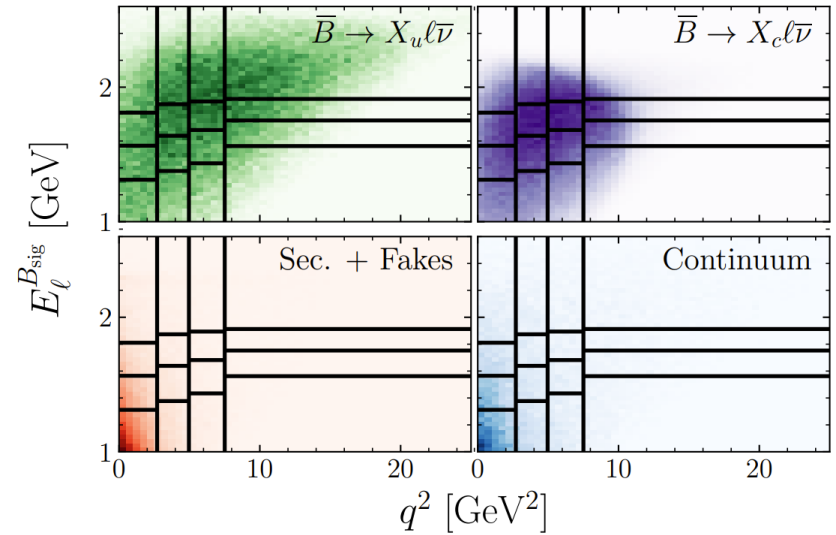 B̅ → X_u ℓ ν̅
B̅ → X_c ℓ ν̅
2
1
Sec. + Fakes
Continuum
2
1
0 10 20 0 10 20
E_ℓ^{B_sig} [GeV]
q² [GeV²]